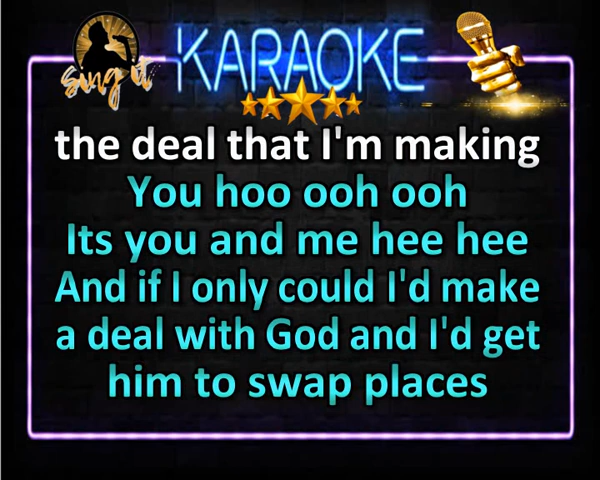 Sing it
KARAOKE
the deal that I'm making
You hoo ooh ooh
Its you and me hee hee
And if I only could I'd make
a deal with God and I'd get
him to swap places